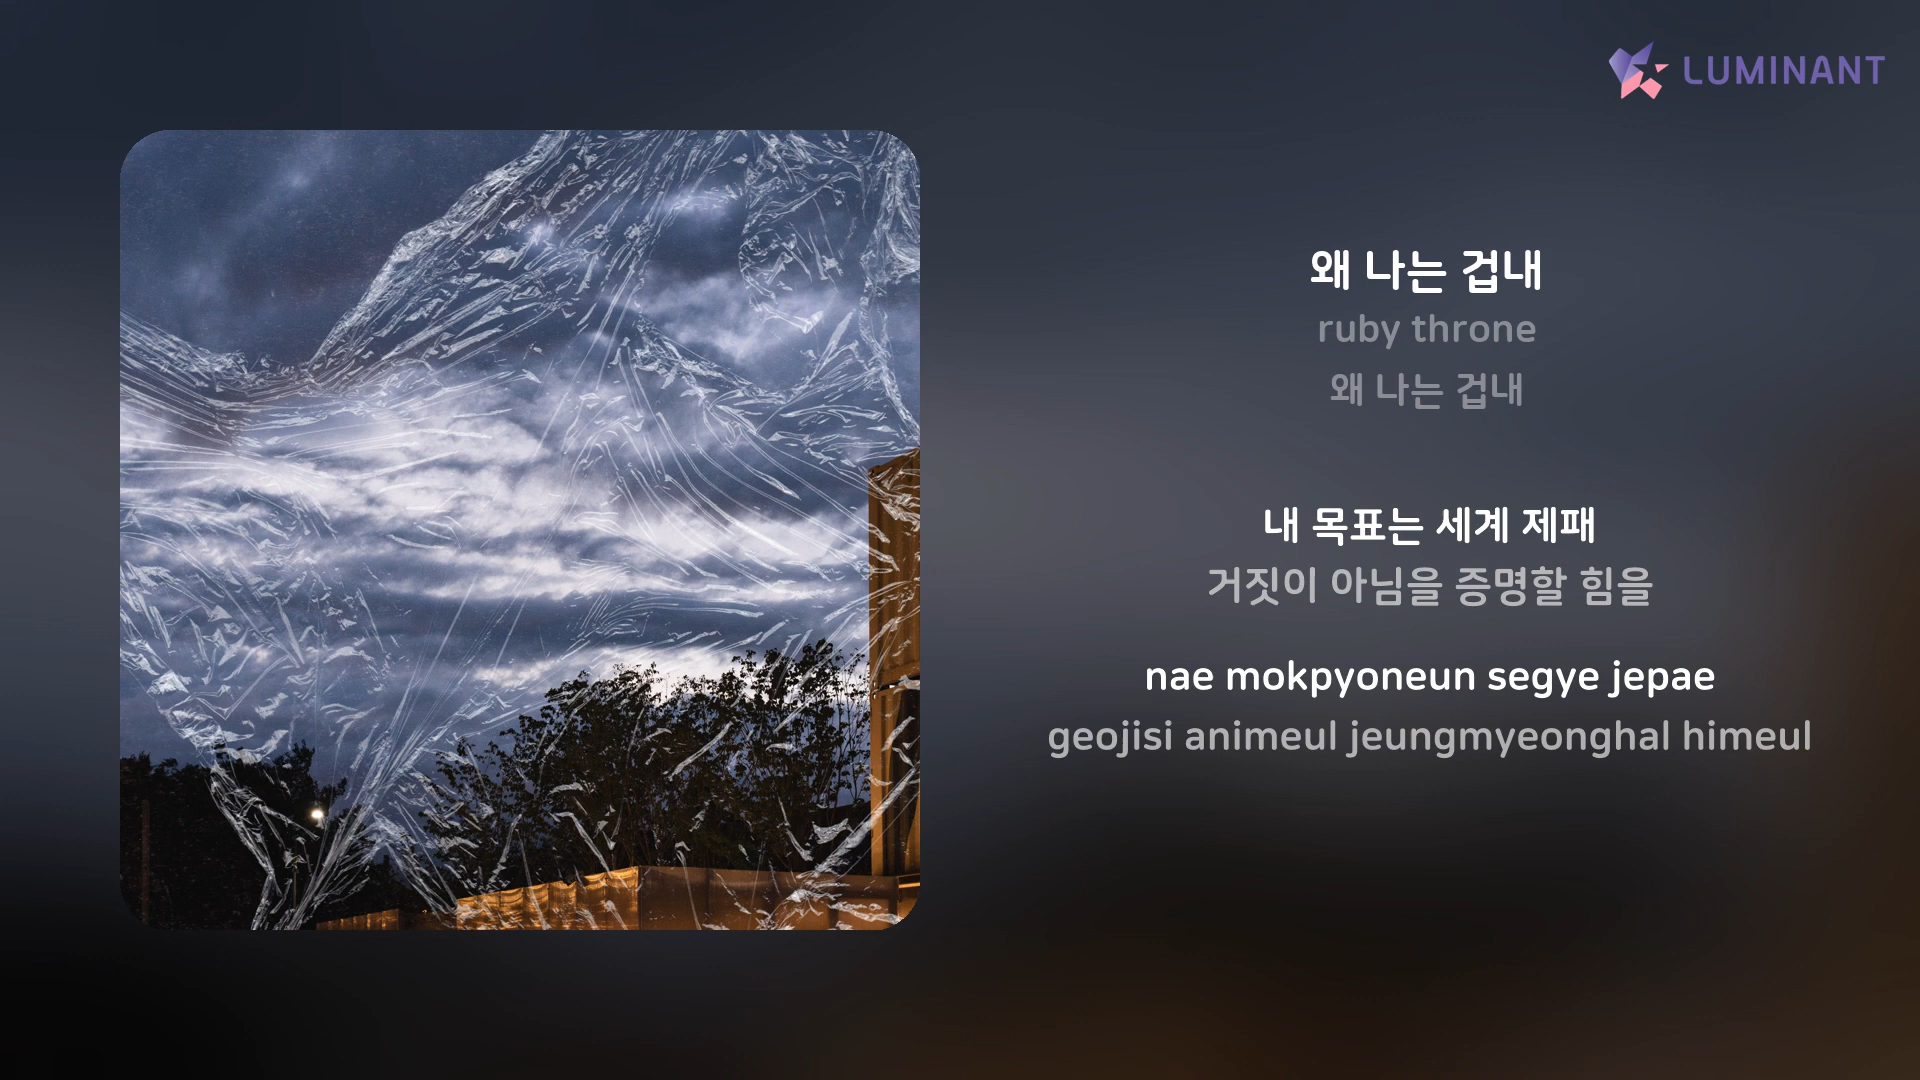 LUMINANT
왜 나는 겁내
ruby throne
왜 나는 겁내
내 목표는 세계 제패
거짓이 아님을 증명할 힘을
nae mokpyoneun segye jepae
geojisi animeul jeungmyeonghal himeul